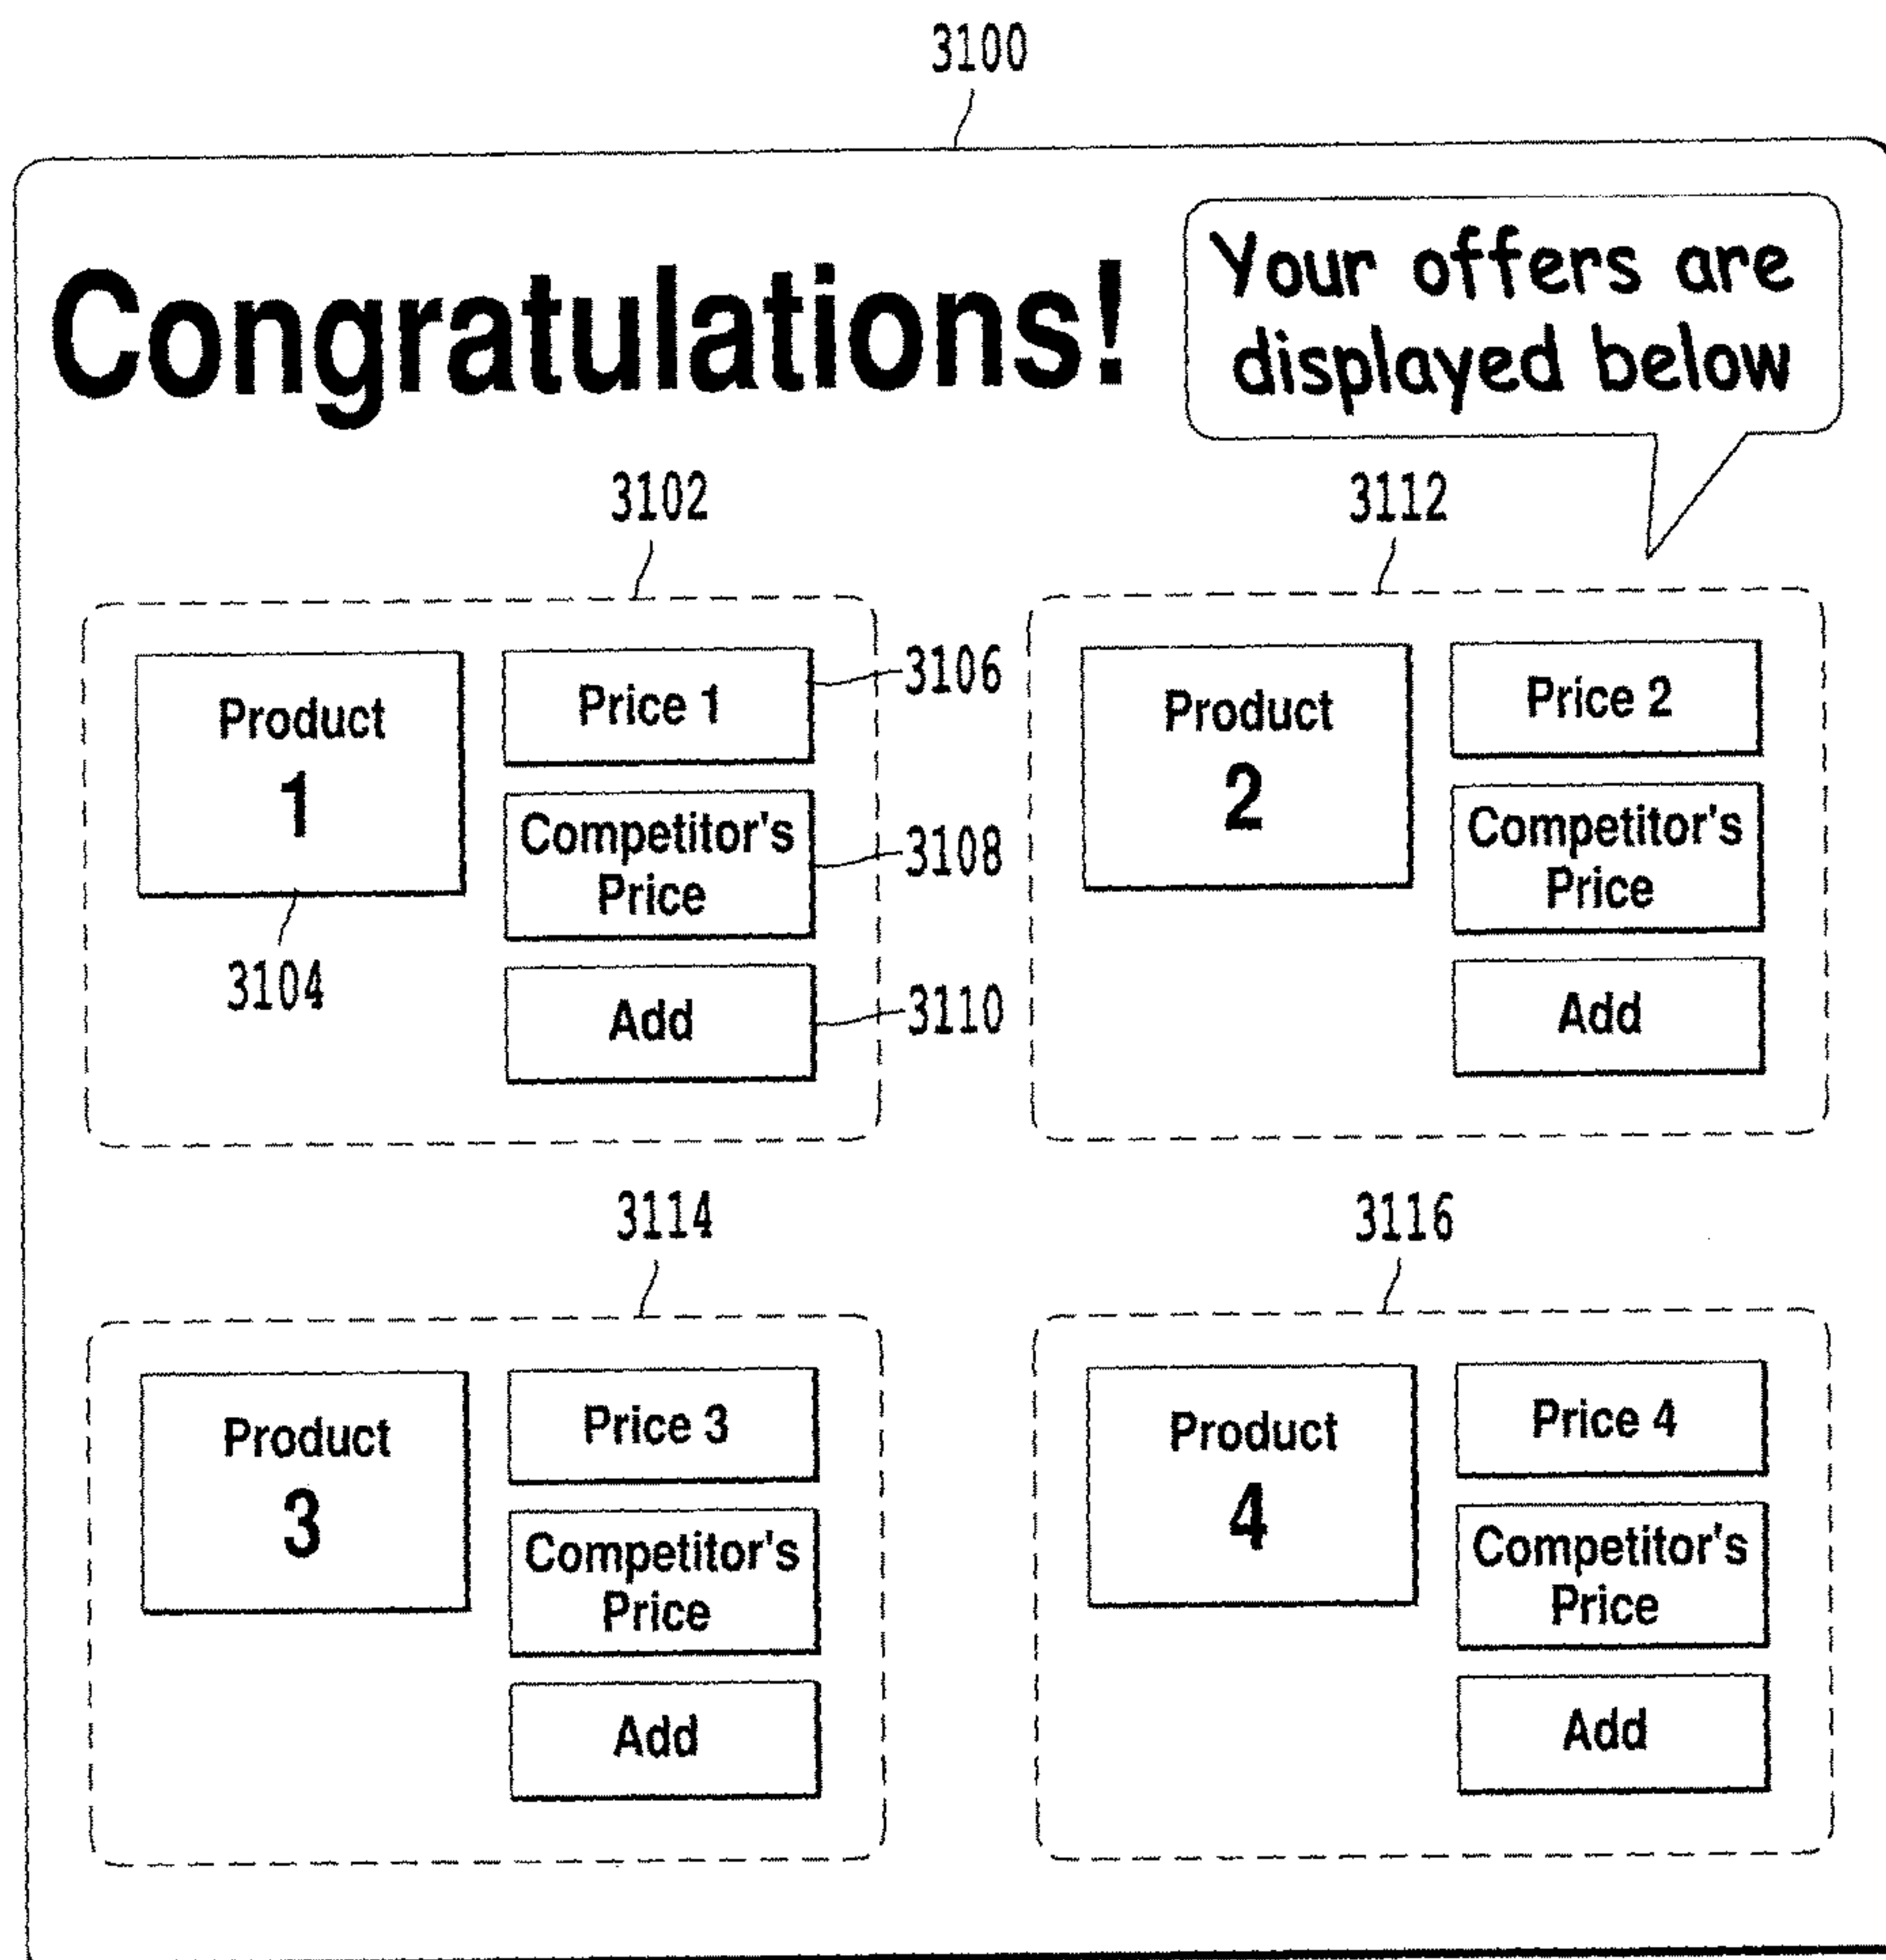 3100
Congratulations!
Your offers are
displayed below
3102
3112
Product
1
3104
Price 1
3106
Competitor's
Price
3108
Add
3110
Product
2
Price 2
Competitor's
Price
Add
3114
3116
Product
3
Price 3
Competitor's
Price
Add
Product
4
Price 4
Competitor's
Price
Add